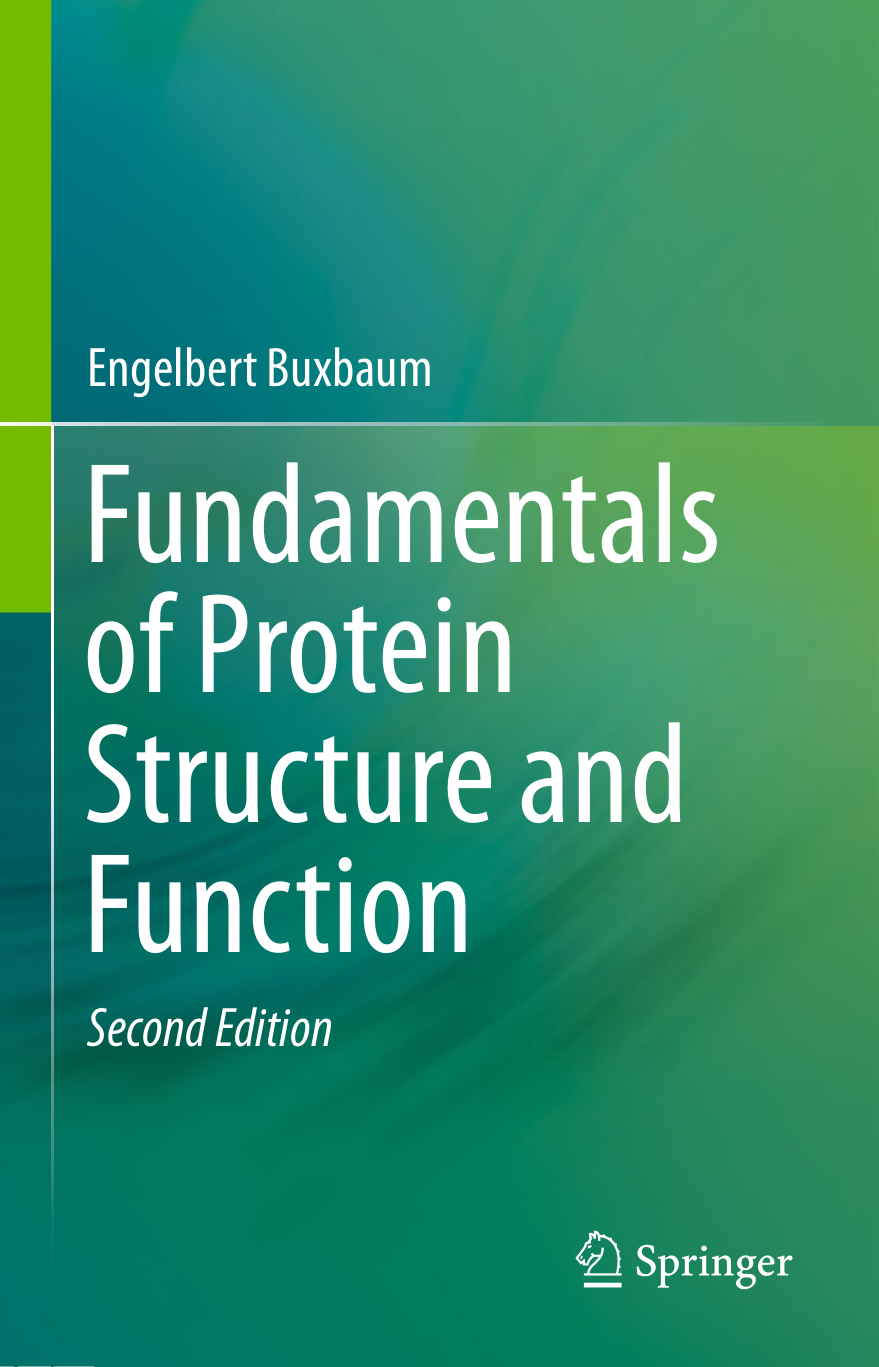 Engelbert Buxbaum
Fundamentals
of Protein
Structure and
Function
Second Edition
Springer